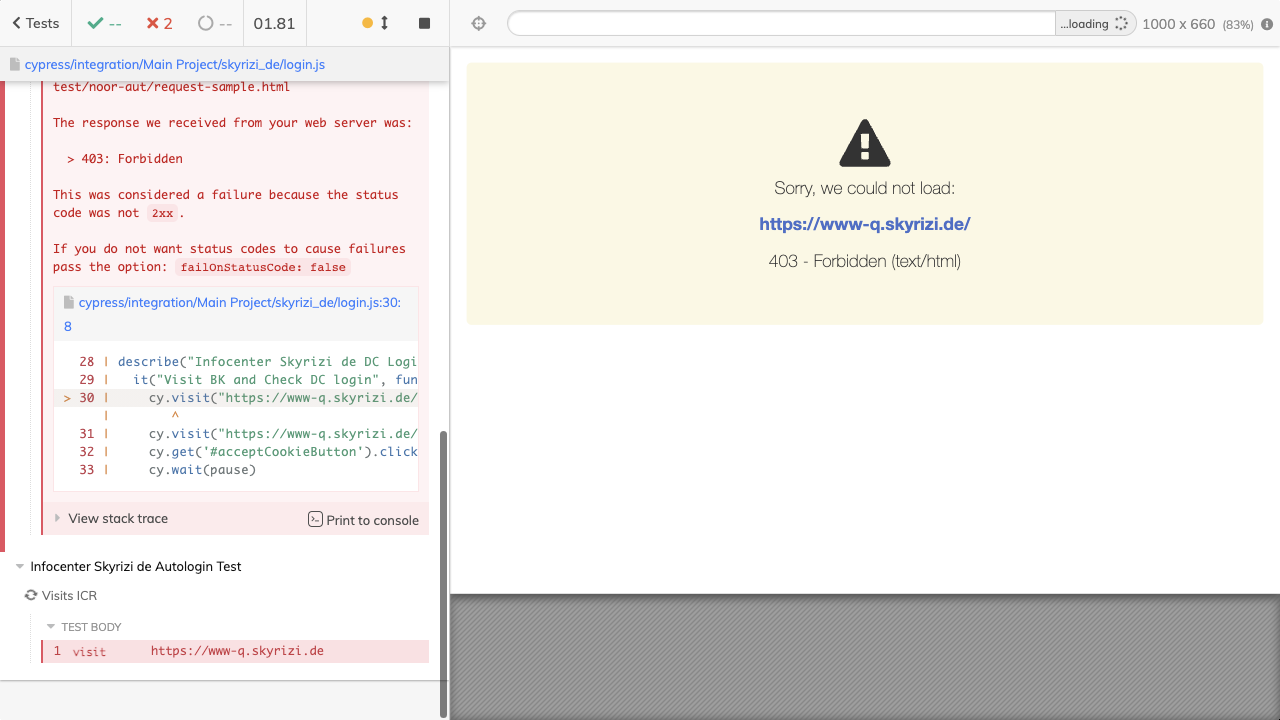 Tests
--
2
--
01.81
...loading
1000 x 660 (83%)
cypress/integration/Main Project/skyrizi_de/login.js
test/noor-aut/request-sample.html
The response we received from your web server was:
> 403: Forbidden
This was considered a failure because the status
code was not 2xx.
If you do not want status codes to cause failures
pass the option: failOnStatusCode: false
cypress/integration/Main Project/skyrizi_de/login.js:30:
8
28 | describe("Infocenter Skyrizi de DC Logi
29 | it("Visit BK and Check DC login", fun
> 30 | cy.visit("https://www-q.skyrizi.de/
| ^
31 | cy.visit("https://www-q.skyrizi.de/
32 | cy.get('#acceptCookieButton').click
33 | cy.wait(pause)
View stack trace
Print to console
Infocenter Skyrizi de Autologin Test
Visits ICR
TEST BODY
1 visit https://www-q.skyrizi.de
Sorry, we could not load:
https://www-q.skyrizi.de/
403 - Forbidden (text/html)